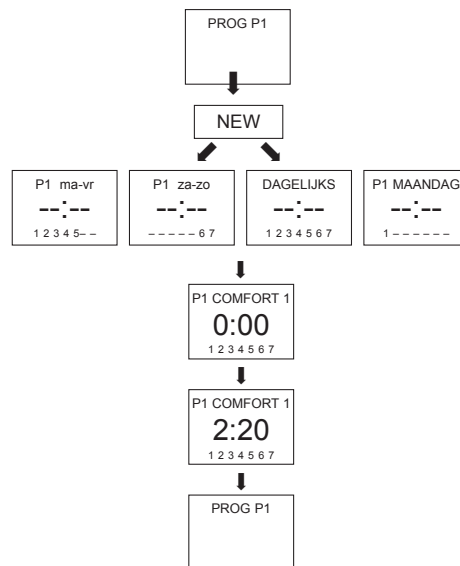 PROG P1
NEW
P1 ma-vr
--:--
1 2 3 4 5 – –
P1 za-zo
--:--
– – – – – 6 7
DAGELIJKS
--:--
1 2 3 4 5 6 7
P1 MAANDAG
--:--
1 – – – – – –
P1 COMFORT 1
0:00
1 2 3 4 5 6 7
P1 COMFORT 1
2:20
1 2 3 4 5 6 7
PROG P1